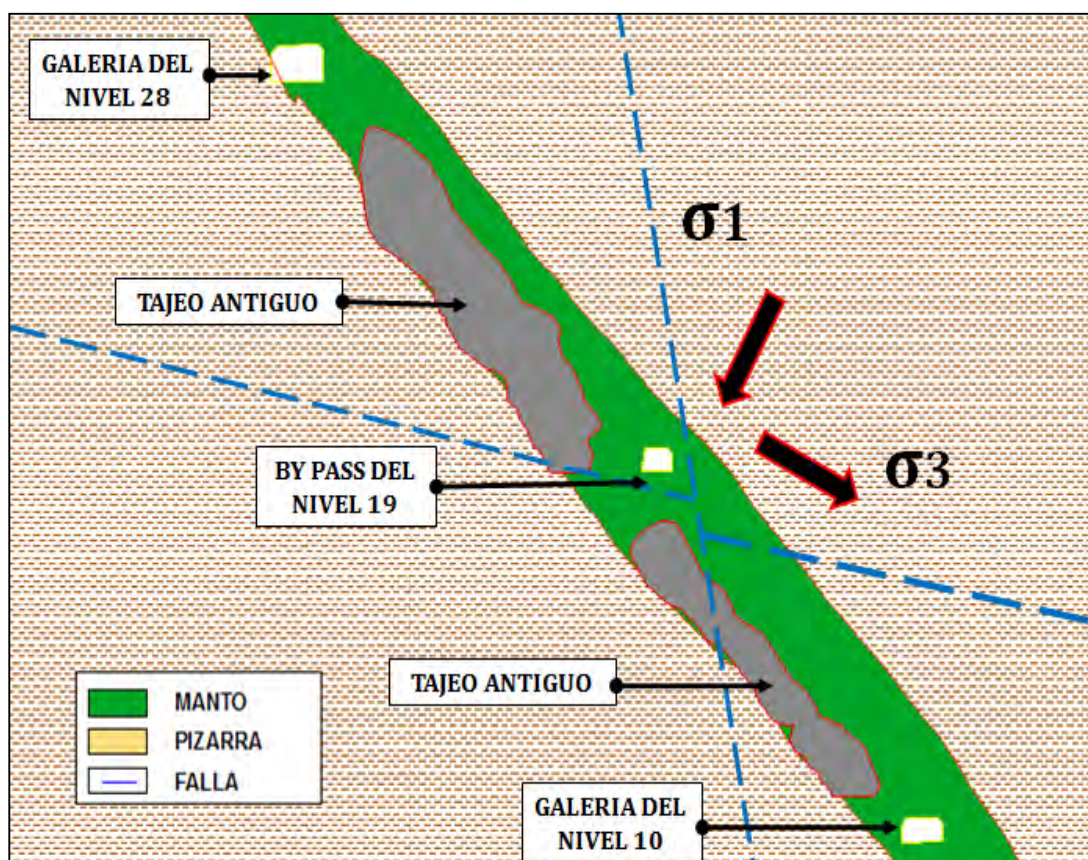 GALERIA DEL
NIVEL 28
σ1
TAJEO ANTIGUO
BY PASS DEL
NIVEL 19
σ3
TAJEO ANTIGUO
MANTO
PIZARRA
FALLA
GALERIA DEL
NIVEL 10